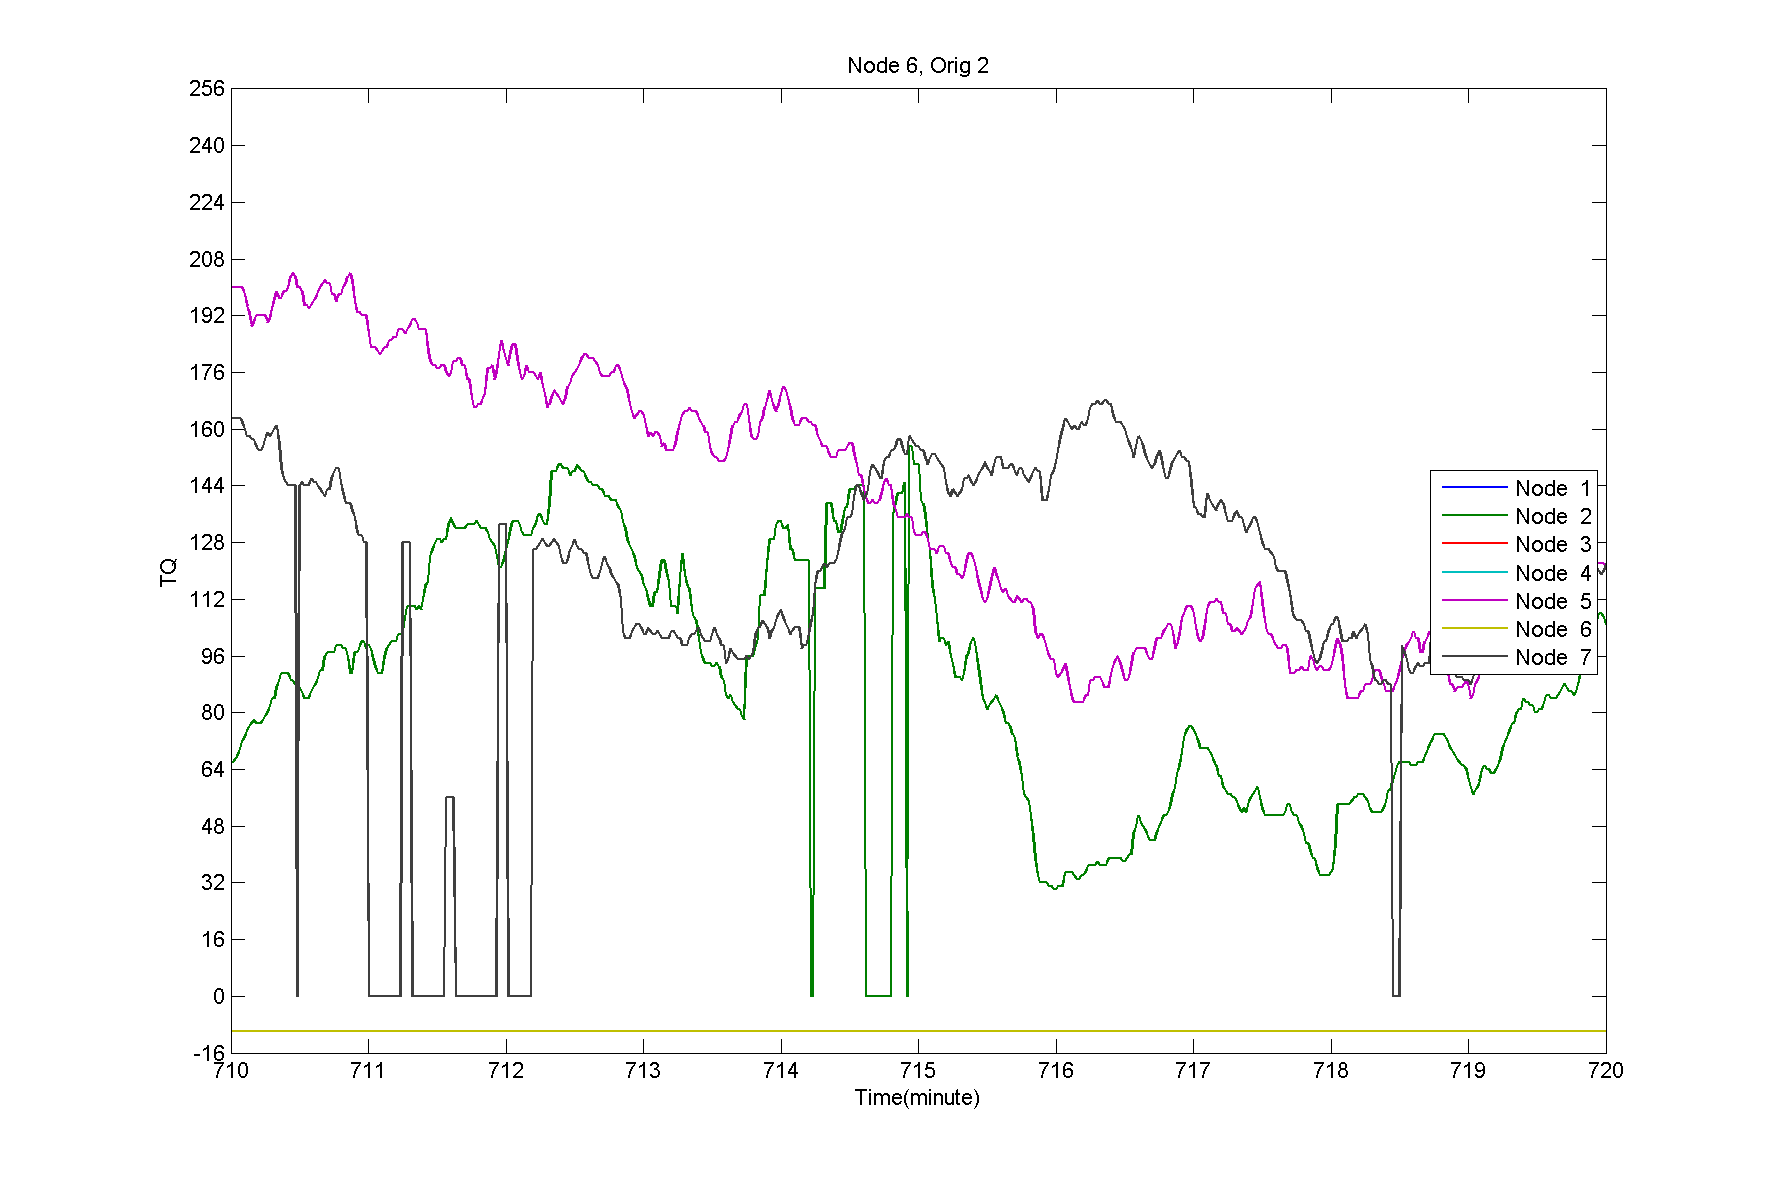 Node 6, Orig 2
256
240
224
208
192
176
160
144
128
112
96
80
64
48
32
16
0
-16
TQ
Node 1
Node 2
Node 3
Node 4
Node 5
Node 6
Node 7
710 711 712 713 714 715 716 717 718 719 720
Time(minute)